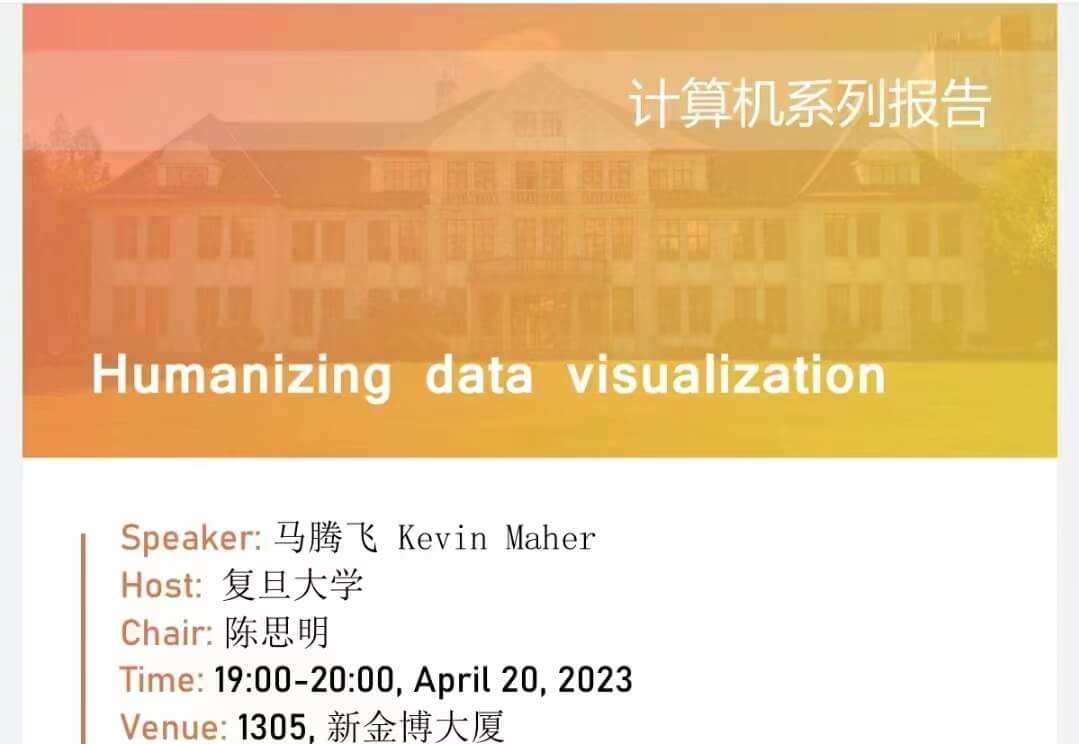 计算机系列报告
Humanizing data visualization
Speaker: 马腾飞 Kevin Maher
Host: 复旦大学
Chair: 陈思明
Time: 19:00-20:00, April 20, 2023
Venue: 1305, 新金博大厦